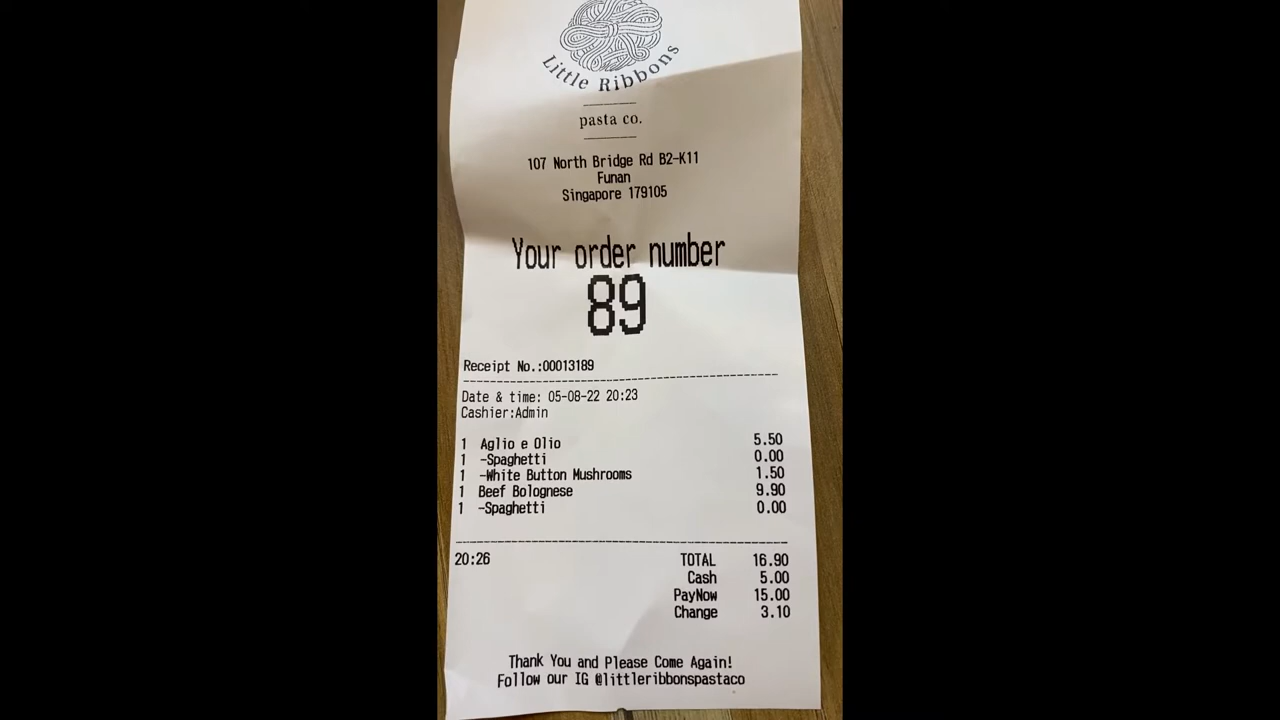 Little Ribbons
pasta co.
107 North Bridge Rd B2-K11
Funan
Singapore 179105
Your order number
89
Receipt No.:00013189
Date & time: 05-08-22 20:23
Cashier:Admin
1 Aglio e Olio 5.50
1 -Spaghetti 0.00
1 -White Button Mushrooms 1.50
1 Beef Bolognese 9.90
1 -Spaghetti 0.00
20:26 TOTAL 16.90
Cash 5.00
PayNow 15.00
Change 3.10
Thank You and Please Come Again!
Follow our IG @littleribbonspastaco